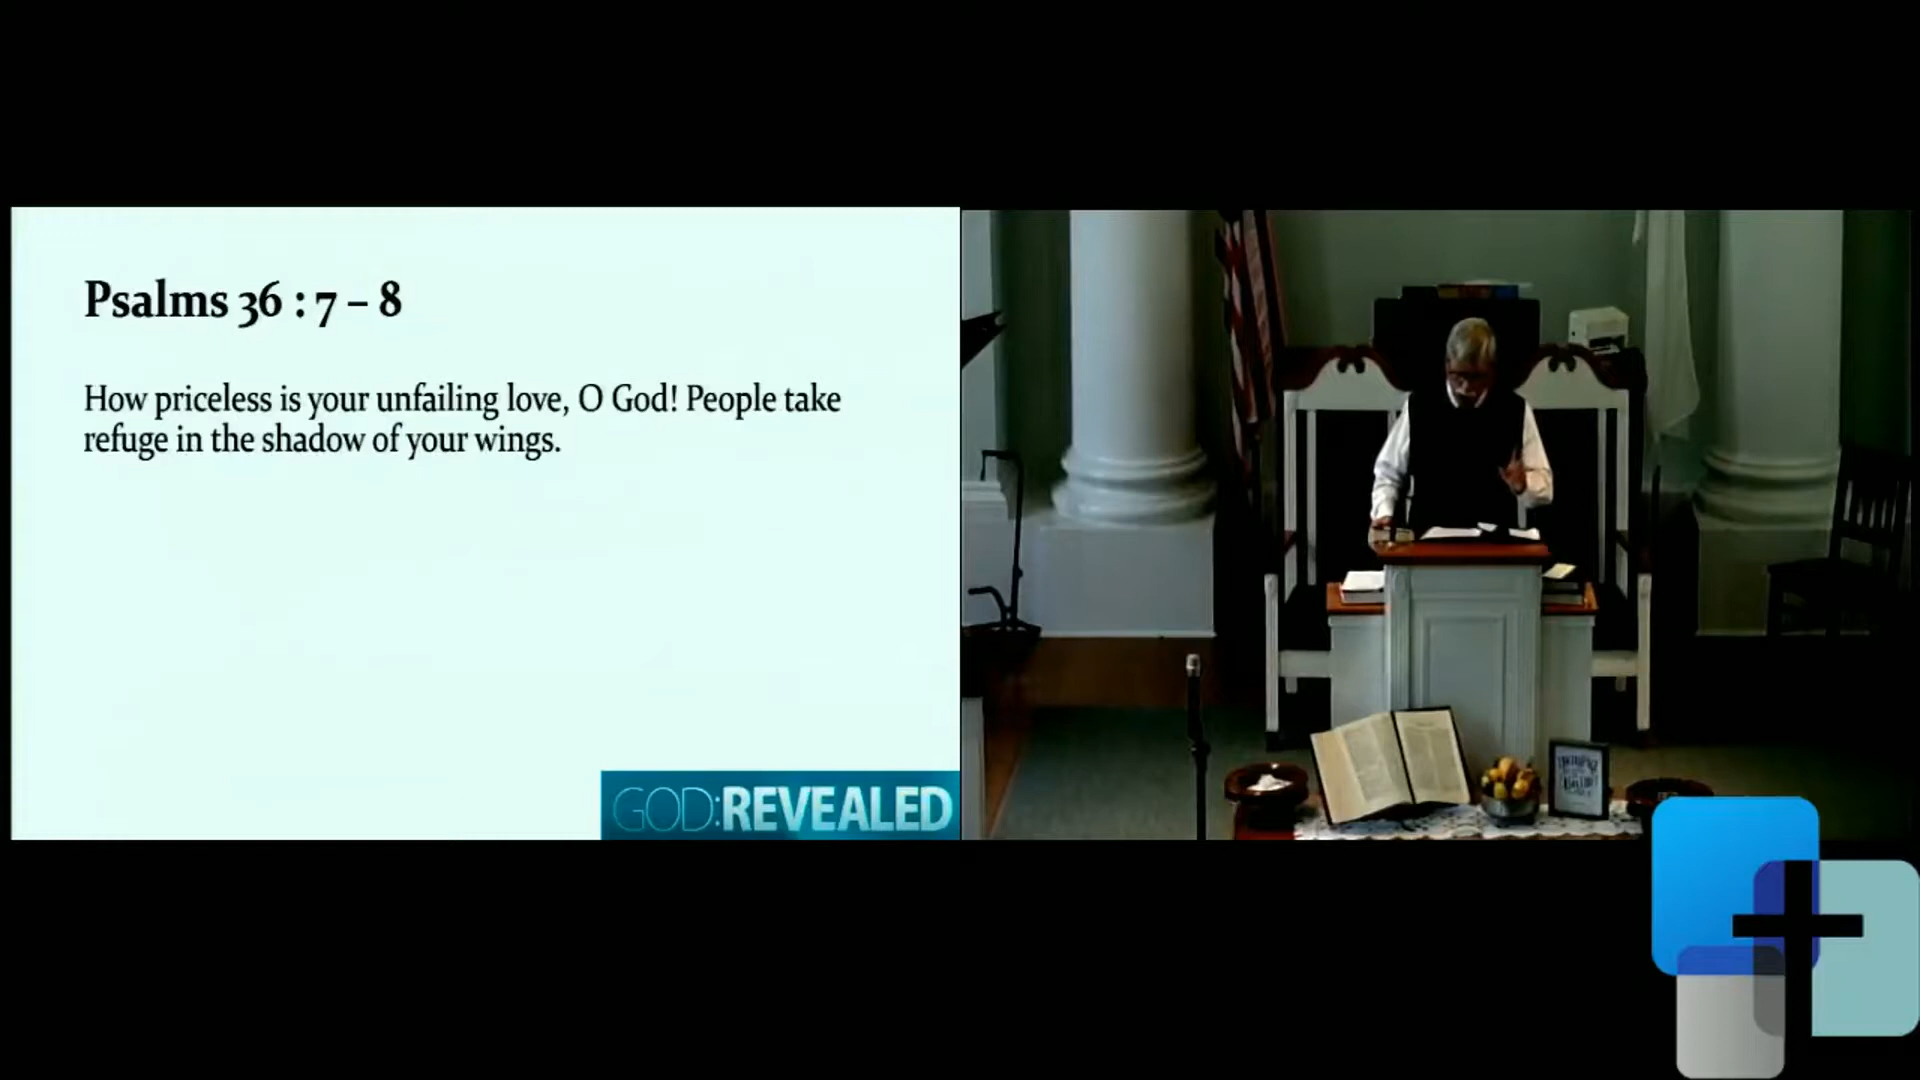 Psalms 36 : 7 – 8
How priceless is your unfailing love, O God! People take
refuge in the shadow of your wings.
GOD:REVEALED